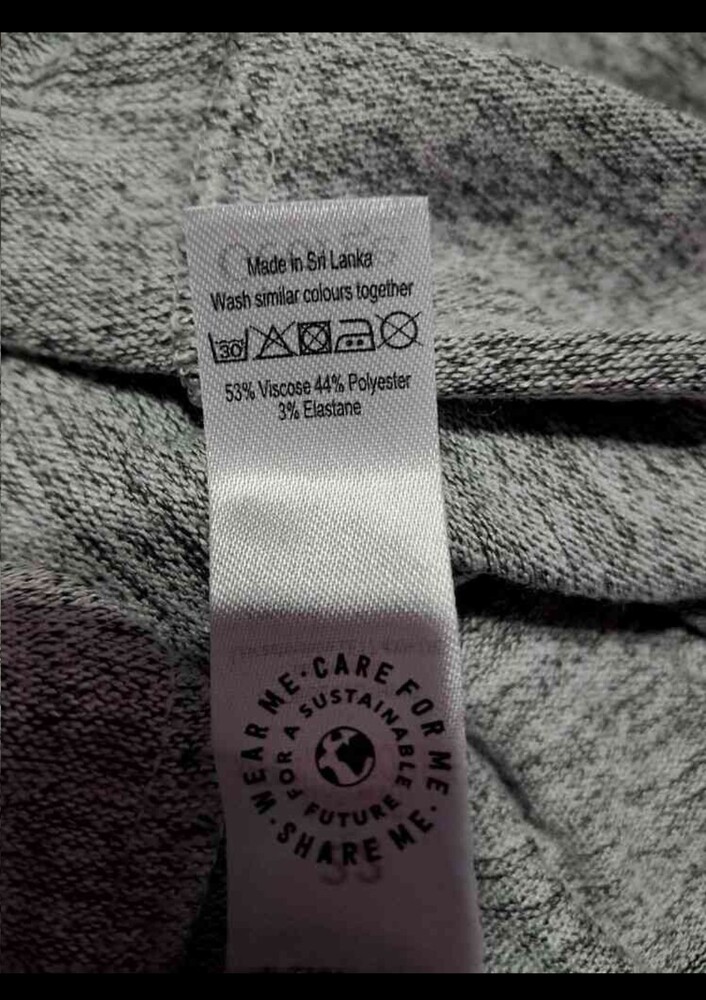 Made in Sri Lanka
Wash similar colours together
30
53% Viscose 44% Polyester
3% Elastane
WEAR ME · CARE FOR ME · SHARE ME ·
FOR A SUSTAINABLE FUTURE